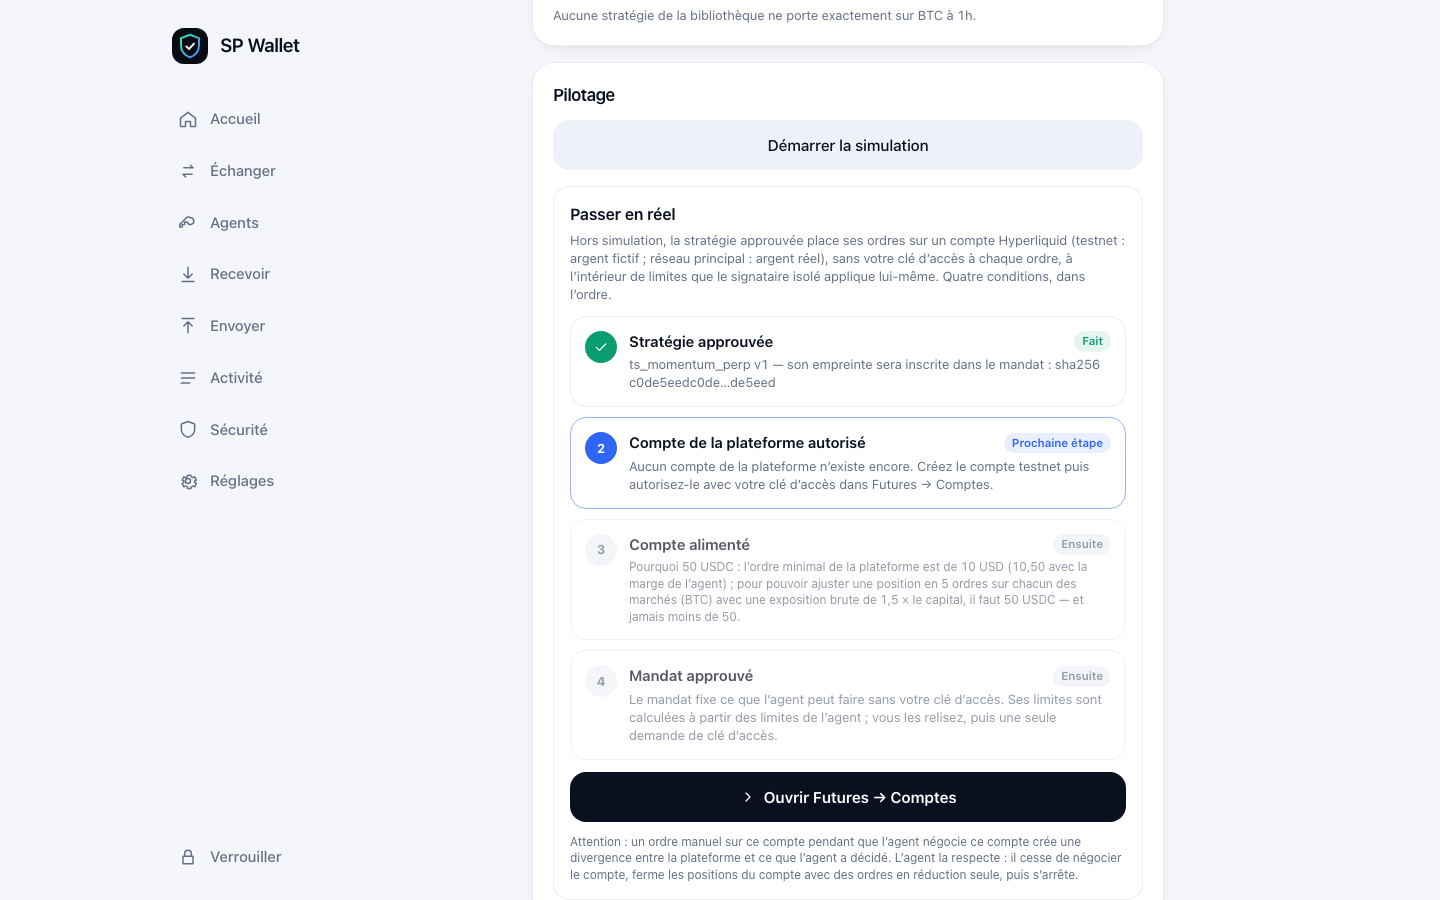 SP Wallet
Accueil
Échanger
Agents
Recevoir
Envoyer
Activité
Sécurité
Réglages
Verrouiller
Aucune stratégie de la bibliothèque ne porte exactement sur BTC à 1h.
Pilotage
Démarrer la simulation
Passer en réel
Hors simulation, la stratégie approuvée place ses ordres sur un compte Hyperliquid (testnet :
argent fictif ; réseau principal : argent réel), sans votre clé d’accès à chaque ordre, à
l’intérieur de limites que le signataire isolé applique lui-même. Quatre conditions, dans
l’ordre.
Stratégie approuvée
Fait
ts_momentum_perp v1 — son empreinte sera inscrite dans le mandat : sha256
c0de5eedc0de…de5eed
2
Compte de la plateforme autorisé
Prochaine étape
Aucun compte de la plateforme n’existe encore. Créez le compte testnet puis
autorisez-le avec votre clé d’accès dans Futures → Comptes.
3
Compte alimenté
Ensuite
Pourquoi 50 USDC : l’ordre minimal de la plateforme est de 10 USD (10,50 avec la
marge de l’agent) ; pour pouvoir ajuster une position en 5 ordres sur chacun des
marchés (BTC) avec une exposition brute de 1,5 × le capital, il faut 50 USDC — et
jamais moins de 50.
4
Mandat approuvé
Ensuite
Le mandat fixe ce que l’agent peut faire sans votre clé d’accès. Ses limites sont
calculées à partir des limites de l’agent ; vous les relisez, puis une seule
demande de clé d’accès.
Ouvrir Futures → Comptes
Attention : un ordre manuel sur ce compte pendant que l’agent négocie ce compte crée une
divergence entre la plateforme et ce que l’agent a décidé. L’agent la respecte : il cesse de négocier
le compte, ferme les positions du compte avec des ordres en réduction seule, puis s’arrête.